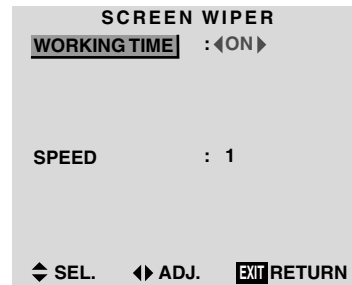 SCREEN WIPER
WORKING TIME : ◀ON▶
SPEED : 1
SEL. ADJ. EXIT RETURN